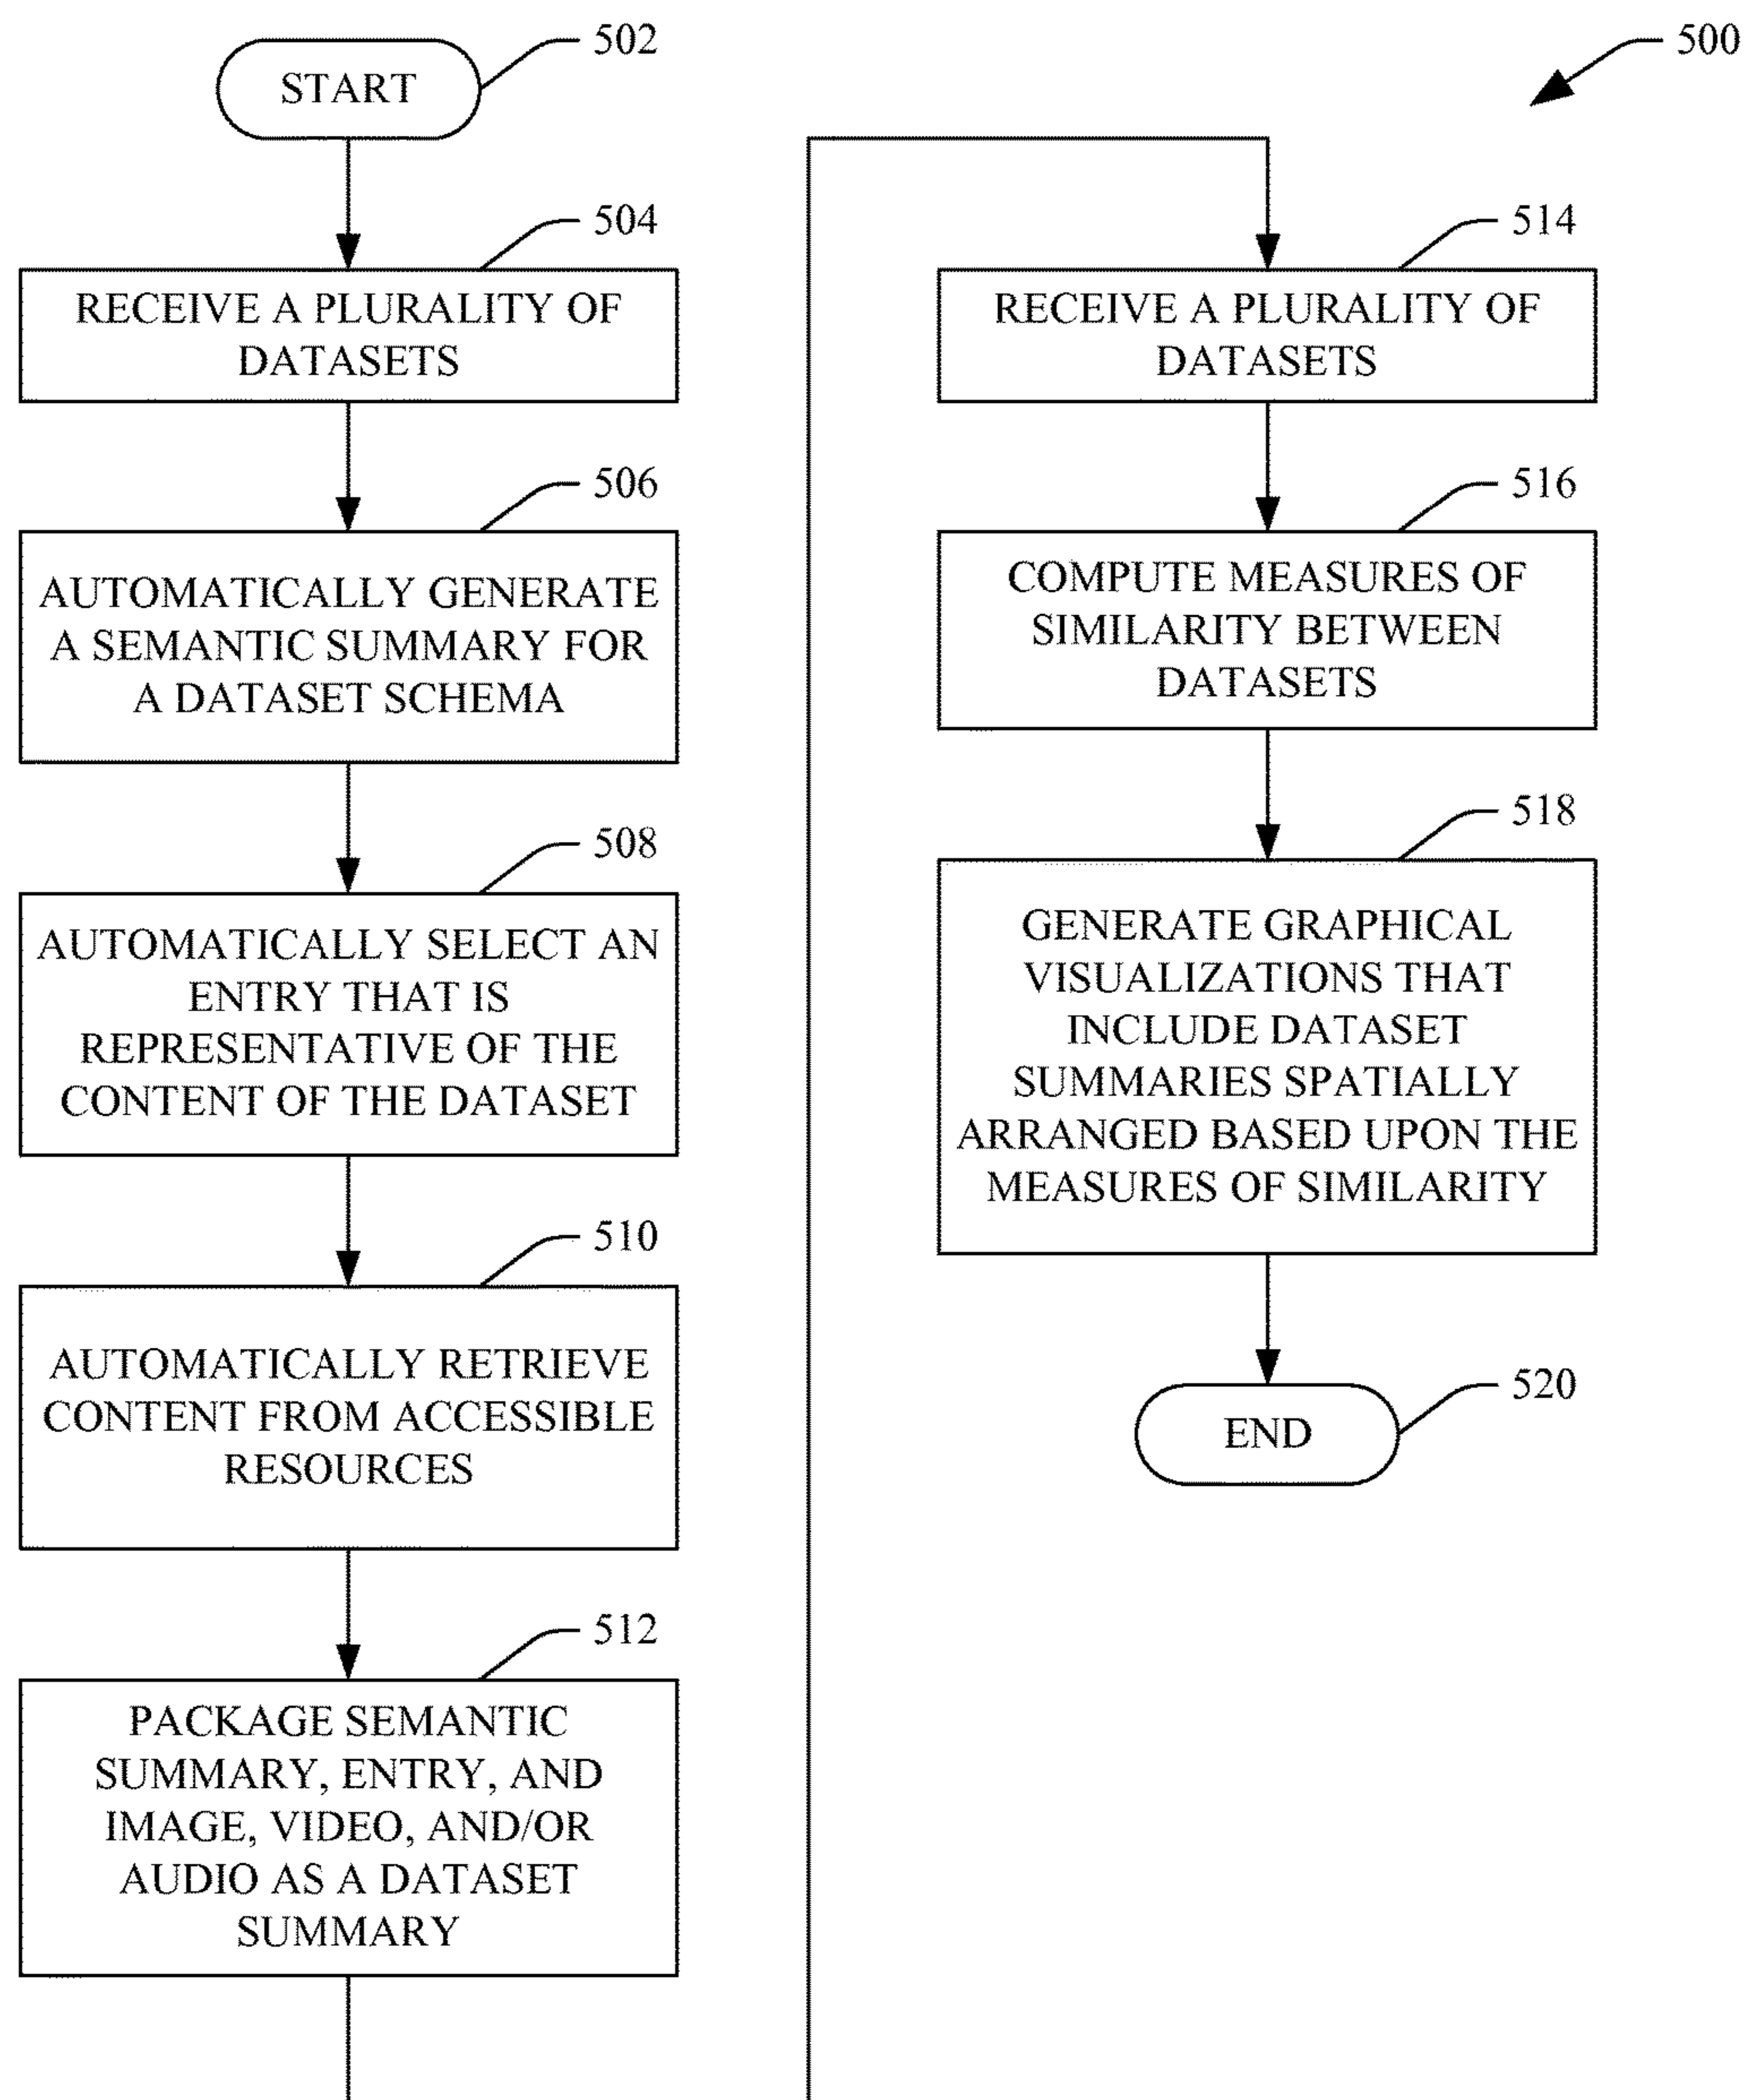 500
502
START
504
RECEIVE A PLURALITY OF
DATASETS
506
AUTOMATICALLY GENERATE
A SEMANTIC SUMMARY FOR
A DATASET SCHEMA
508
AUTOMATICALLY SELECT AN
ENTRY THAT IS
REPRESENTATIVE OF THE
CONTENT OF THE DATASET
510
AUTOMATICALLY RETRIEVE
CONTENT FROM ACCESSIBLE
RESOURCES
512
PACKAGE SEMANTIC
SUMMARY, ENTRY, AND
IMAGE, VIDEO, AND/OR
AUDIO AS A DATASET
SUMMARY
514
RECEIVE A PLURALITY OF
DATASETS
516
COMPUTE MEASURES OF
SIMILARITY BETWEEN
DATASETS
518
GENERATE GRAPHICAL
VISUALIZATIONS THAT
INCLUDE DATASET
SUMMARIES SPATIALLY
ARRANGED BASED UPON THE
MEASURES OF SIMILARITY
520
END